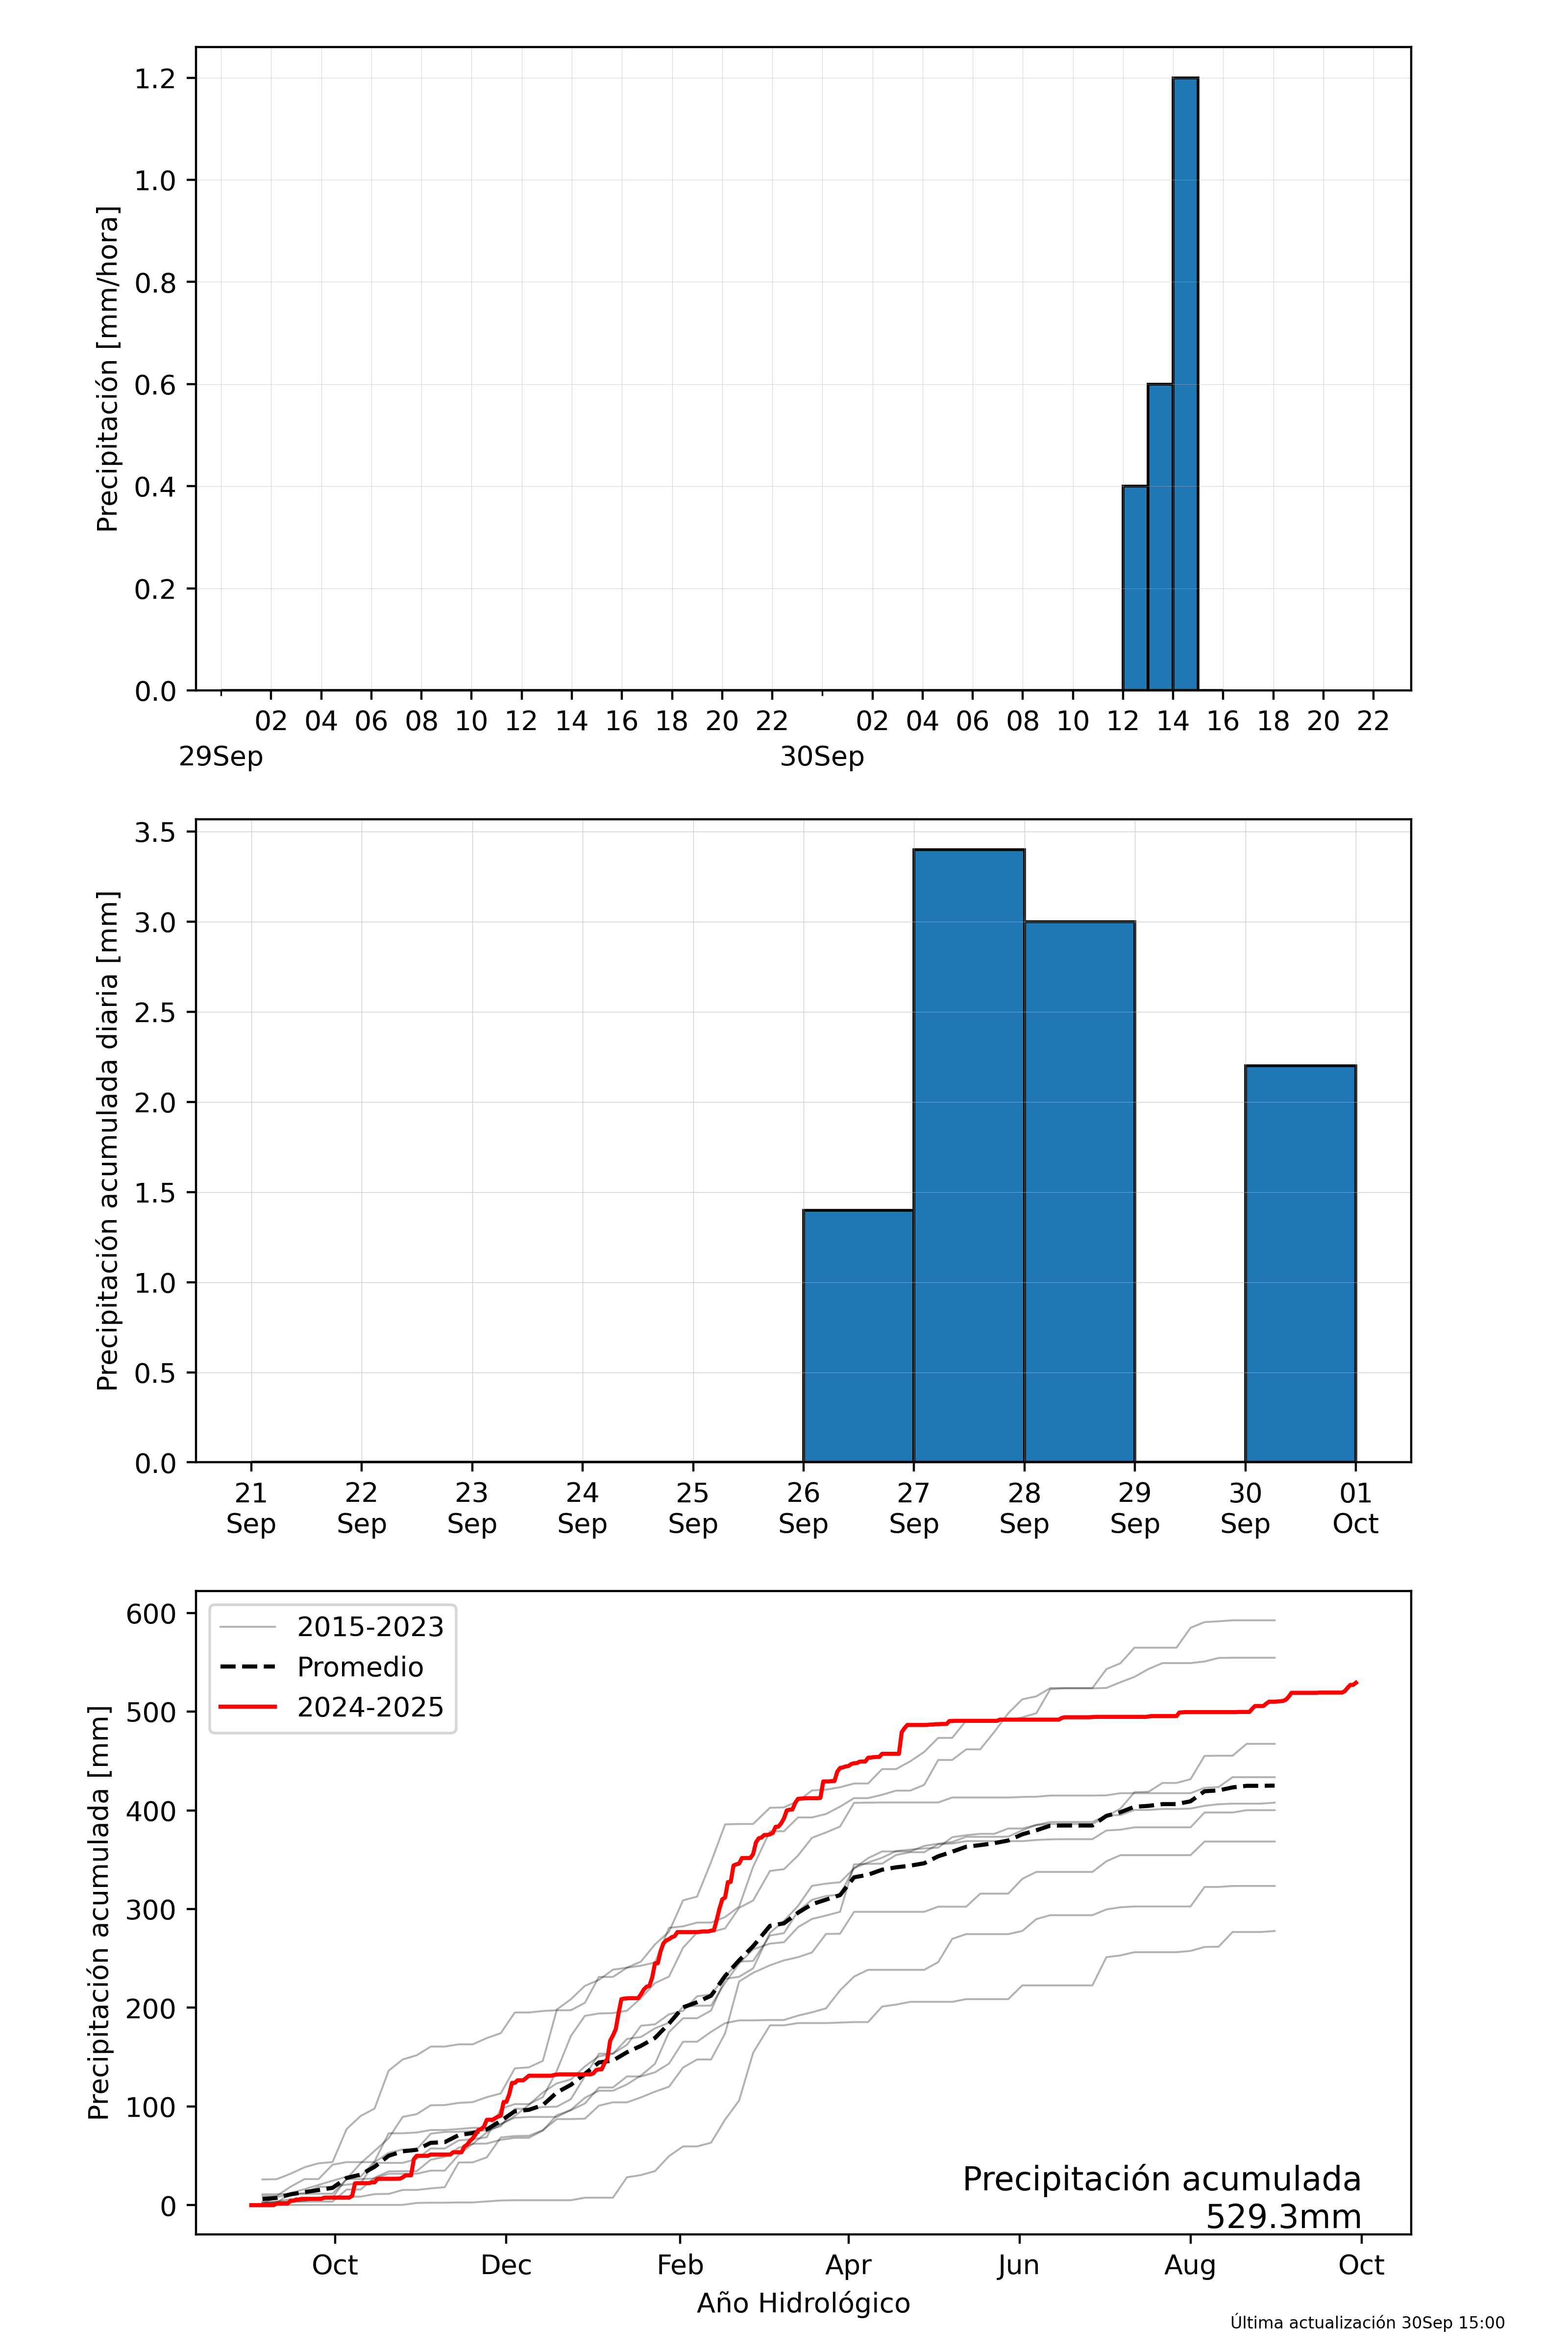 Precipitación [mm/hora]
1.2
1.0
0.8
0.6
0.4
0.2
0.0
02 04 06 08 10 12 14 16 18 20 22 02 04 06 08 10 12 14 16 18 20 22
29Sep 30Sep
Precipitación acumulada diaria [mm]
3.5
3.0
2.5
2.0
1.5
1.0
0.5
0.0
21 22 23 24 25 26 27 28 29 30 01
Sep Sep Sep Sep Sep Sep Sep Sep Sep Sep Oct
Precipitación acumulada [mm]
600
500
400
300
200
100
0
2015-2023
Promedio
2024-2025
Precipitación acumulada
529.3mm
Oct Dec Feb Apr Jun Aug Oct
Año Hidrológico
Última actualización 30Sep 15:00